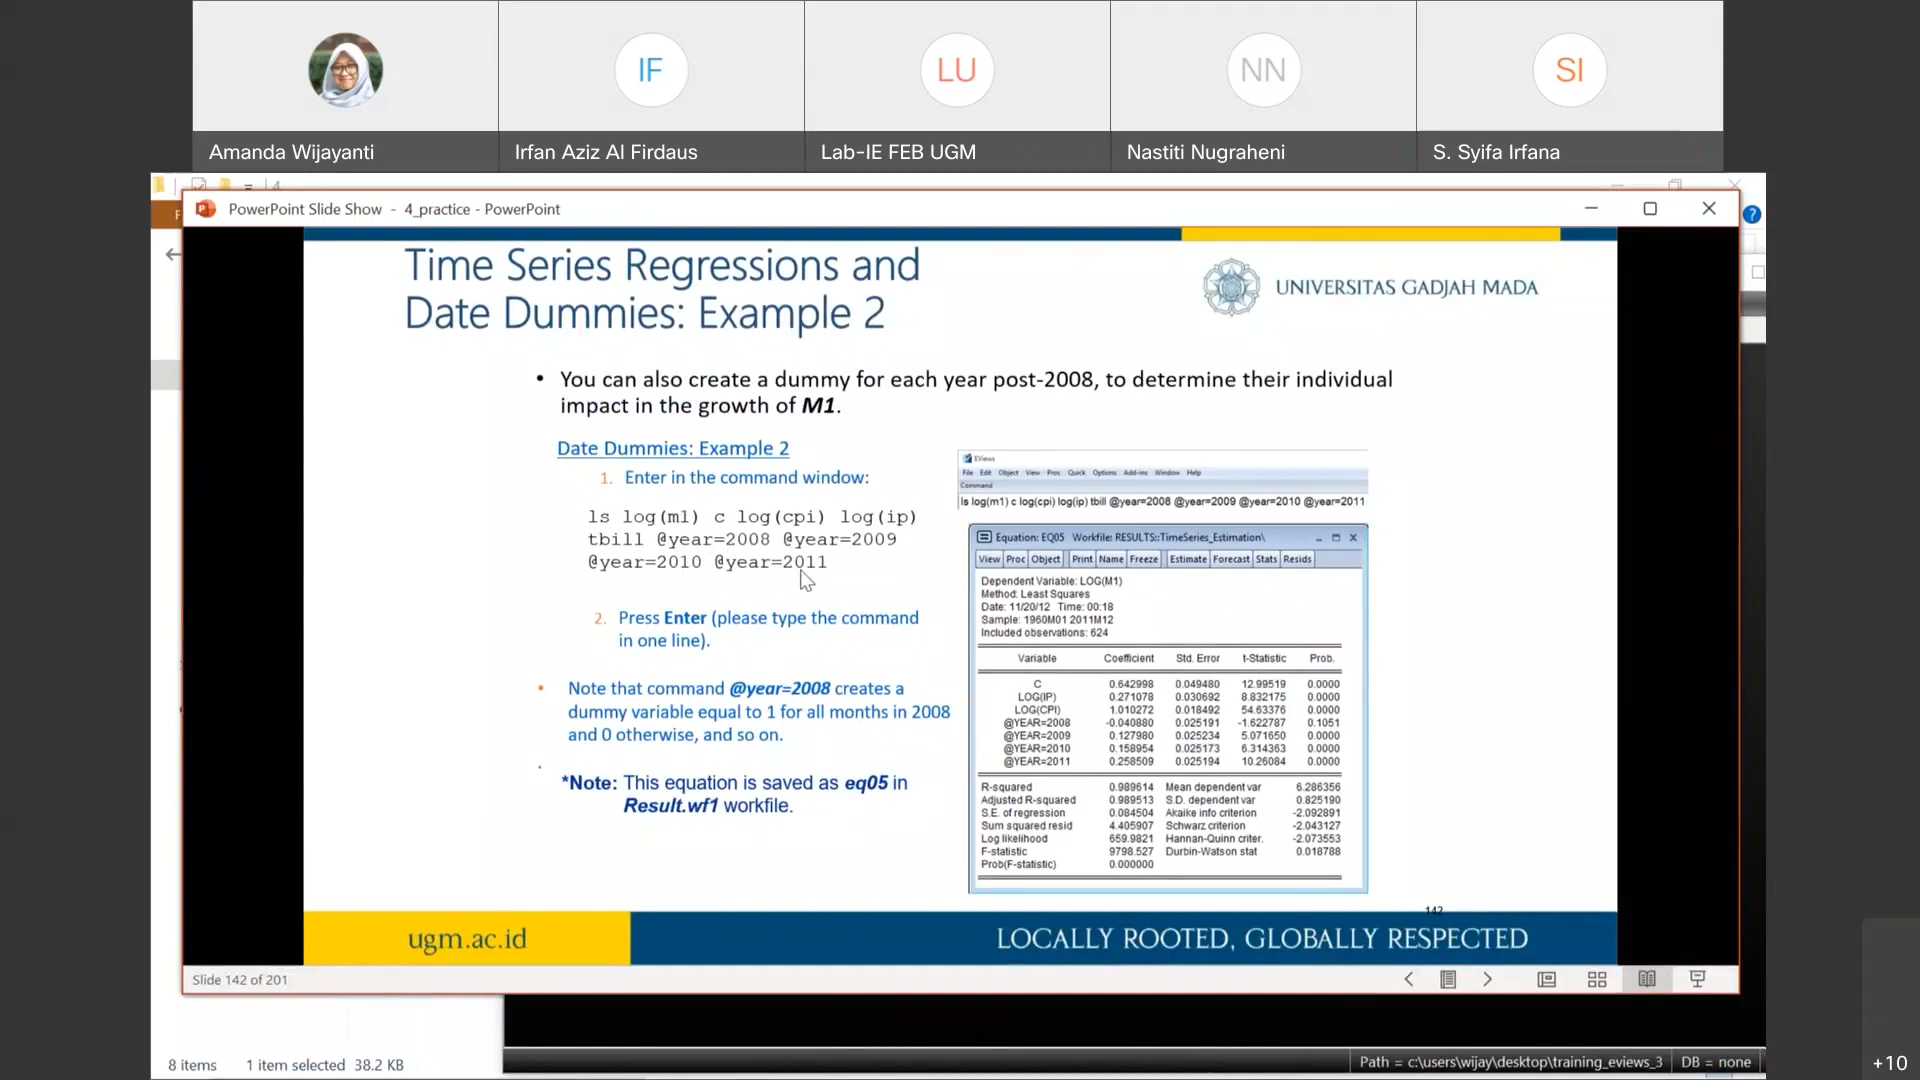 IF
LU
NN
SI
Amanda Wijayanti
Irfan Aziz Al Firdaus
Lab-IE FEB UGM
Nastiti Nugraheni
S. Syifa Irfana
PowerPoint Slide Show - 4_practice - PowerPoint
Time Series Regressions and
Date Dummies: Example 2
UNIVERSITAS GADJAH MADA
• You can also create a dummy for each year post-2008, to determine their individual
impact in the growth of M1.
Date Dummies: Example 2
1. Enter in the command window:
ls log(m1) c log(cpi) log(ip)
tbill @year=2008 @year=2009
@year=2010 @year=2011
2. Press Enter (please type the command
in one line).
• Note that command @year=2008 creates a
dummy variable equal to 1 for all months in 2008
and 0 otherwise, and so on.
*Note: This equation is saved as eq05 in
Result.wf1 workfile.
EViews
File Edit Object View Proc Quick Options Add-ins Window Help
Command
ls log(m1) c log(cpi) log(ip) tbill @year=2008 @year=2009 @year=2010 @year=2011
Equation: EQ05 Workfile: RESULTS::TimeSeries_Estimation\
View Proc Object Print Name Freeze Estimate Forecast Stats Resids
Dependent Variable: LOG(M1)
Method: Least Squares
Date: 11/20/12 Time: 00:18
Sample: 1960M01 2011M12
Included observations: 624
Variable Coefficient Std. Error t-Statistic Prob.
C 0.642998 0.049480 12.99519 0.0000
LOG(IP) 0.271078 0.030692 8.832175 0.0000
LOG(CPI) 1.010272 0.018492 54.63376 0.0000
@YEAR=2008 -0.040880 0.025191 -1.622787 0.1051
@YEAR=2009 0.127980 0.025234 5.071650 0.0000
@YEAR=2010 0.158954 0.025173 6.314363 0.0000
@YEAR=2011 0.258509 0.025194 10.26084 0.0000
R-squared 0.989614 Mean dependent var 6.286356
Adjusted R-squared 0.989513 S.D. dependent var 0.825190
S.E. of regression 0.084504 Akaike info criterion -2.092891
Sum squared resid 4.405907 Schwarz criterion -2.043127
Log likelihood 659.9821 Hannan-Quinn criter. -2.073553
F-statistic 9798.527 Durbin-Watson stat 0.018788
Prob(F-statistic) 0.000000
142
ugm.ac.id
LOCALLY ROOTED, GLOBALLY RESPECTED
Slide 142 of 201
8 items 1 item selected 38.2 KB
Path = c:\users\wijay\desktop\training_eviews_3 DB = none
+10